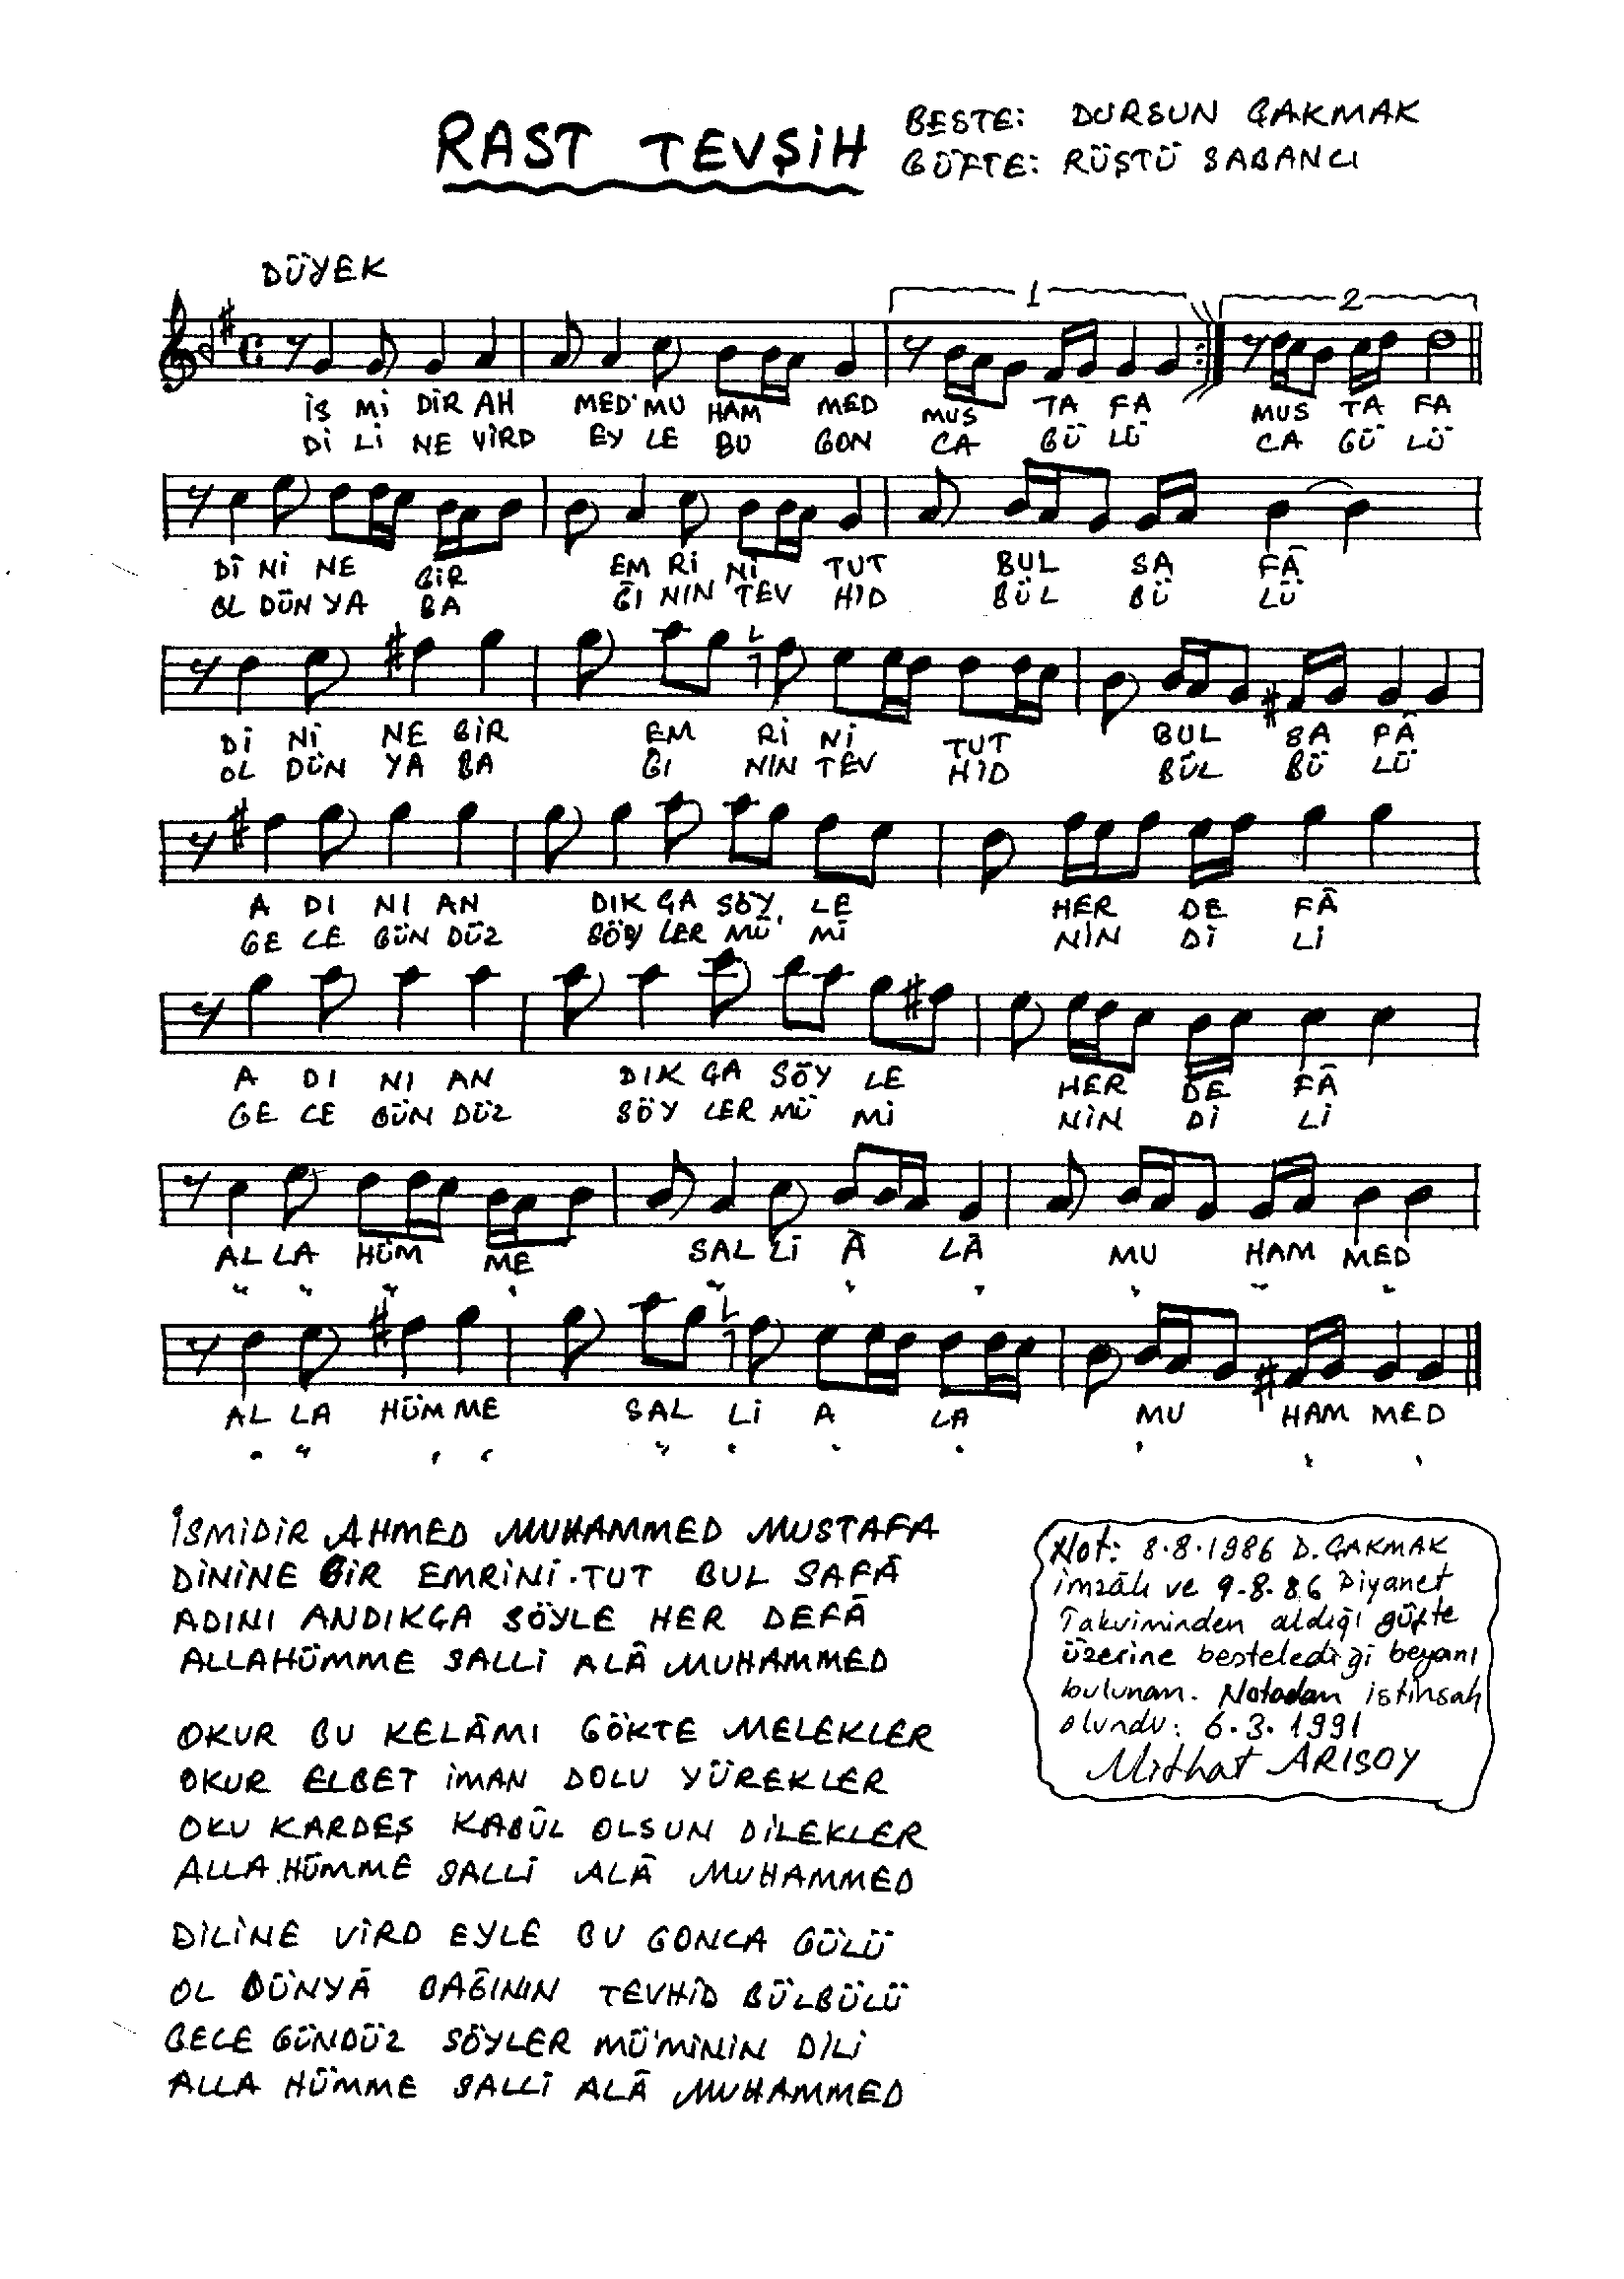 RAST TEVŞİH
BESTE: DURSUN ÇAKMAK
GÜFTE: RÜŞTÜ SABANCI
DÜYEK
1 2
İS Mİ DİR AH MED MU HAM MED MUS TA FA MUS TA FA
Dİ Lİ NE VİRD EY LE BU GON CA GÜ LÜ CA GÜ LÜ
DÎ Nİ NE BİR EM Rİ Nİ TUT BUL SA FÂ
OL DÜN YA BA ĞI NIN TEV HİD BÜL BÜ LÜ
Dİ Nİ NE BİR EM Rİ Nİ TUT BUL SA FÂ
OL DÜN YA BA ĞI NIN TEV HİD BÜL BÜ LÜ
A DI NI AN DIK ÇA SÖY LE HER DE FÂ
GE CE GÜN DÜZ SÖY LER MÜ' Mİ NİN Dİ Lİ
A DI NI AN DIK ÇA SÖY LE HER DE FÂ
GE CE GÜN DÜZ SÖY LER MÜ Mİ NİN Dİ Lİ
AL LA HÜM ME SAL Lİ Â LÂ MU HAM MED
" " " " " " " " " "
AL LA HÜM ME SAL Lİ A LA MU HAM MED
" " " " " " " " " " "
İSMİDİR AHMED MUHAMMED MUSTAFA
DİNİNE BİR EMRİNİ.TUT BUL SAFÂ
ADINI ANDIKÇA SÖYLE HER DEFÂ
ALLAHÜMME SALLİ ALÂ MUHAMMED
OKUR BU KELÂMI GÖKTE MELEKLER
OKUR ELBET İMAN DOLU YÜREKLER
OKU KARDEŞ KABÛL OLSUN DİLEKLER
ALLA HÜMME SALLİ ALÂ MUHAMMED
DİLİNE VİRD EYLE BU GONCA GÜLÜ
OL DÜNYÂ BAĞININ TEVHİD BÜLBÜLÜ
GECE GÜNDÜZ SÖYLER MÜ'MİNİN DİLİ
ALLA HÜMME SALLİ ALÂ MUHAMMED
Not: 8.8.1986 D. ÇAKMAK
imzâlı ve 9.8.86 Diyanet
Takviminden aldığı güfte
üzerine bestelediği beyanı
bulunan. Notadan istinsah
olundu: 6.3.1991
Mithat ARISOY